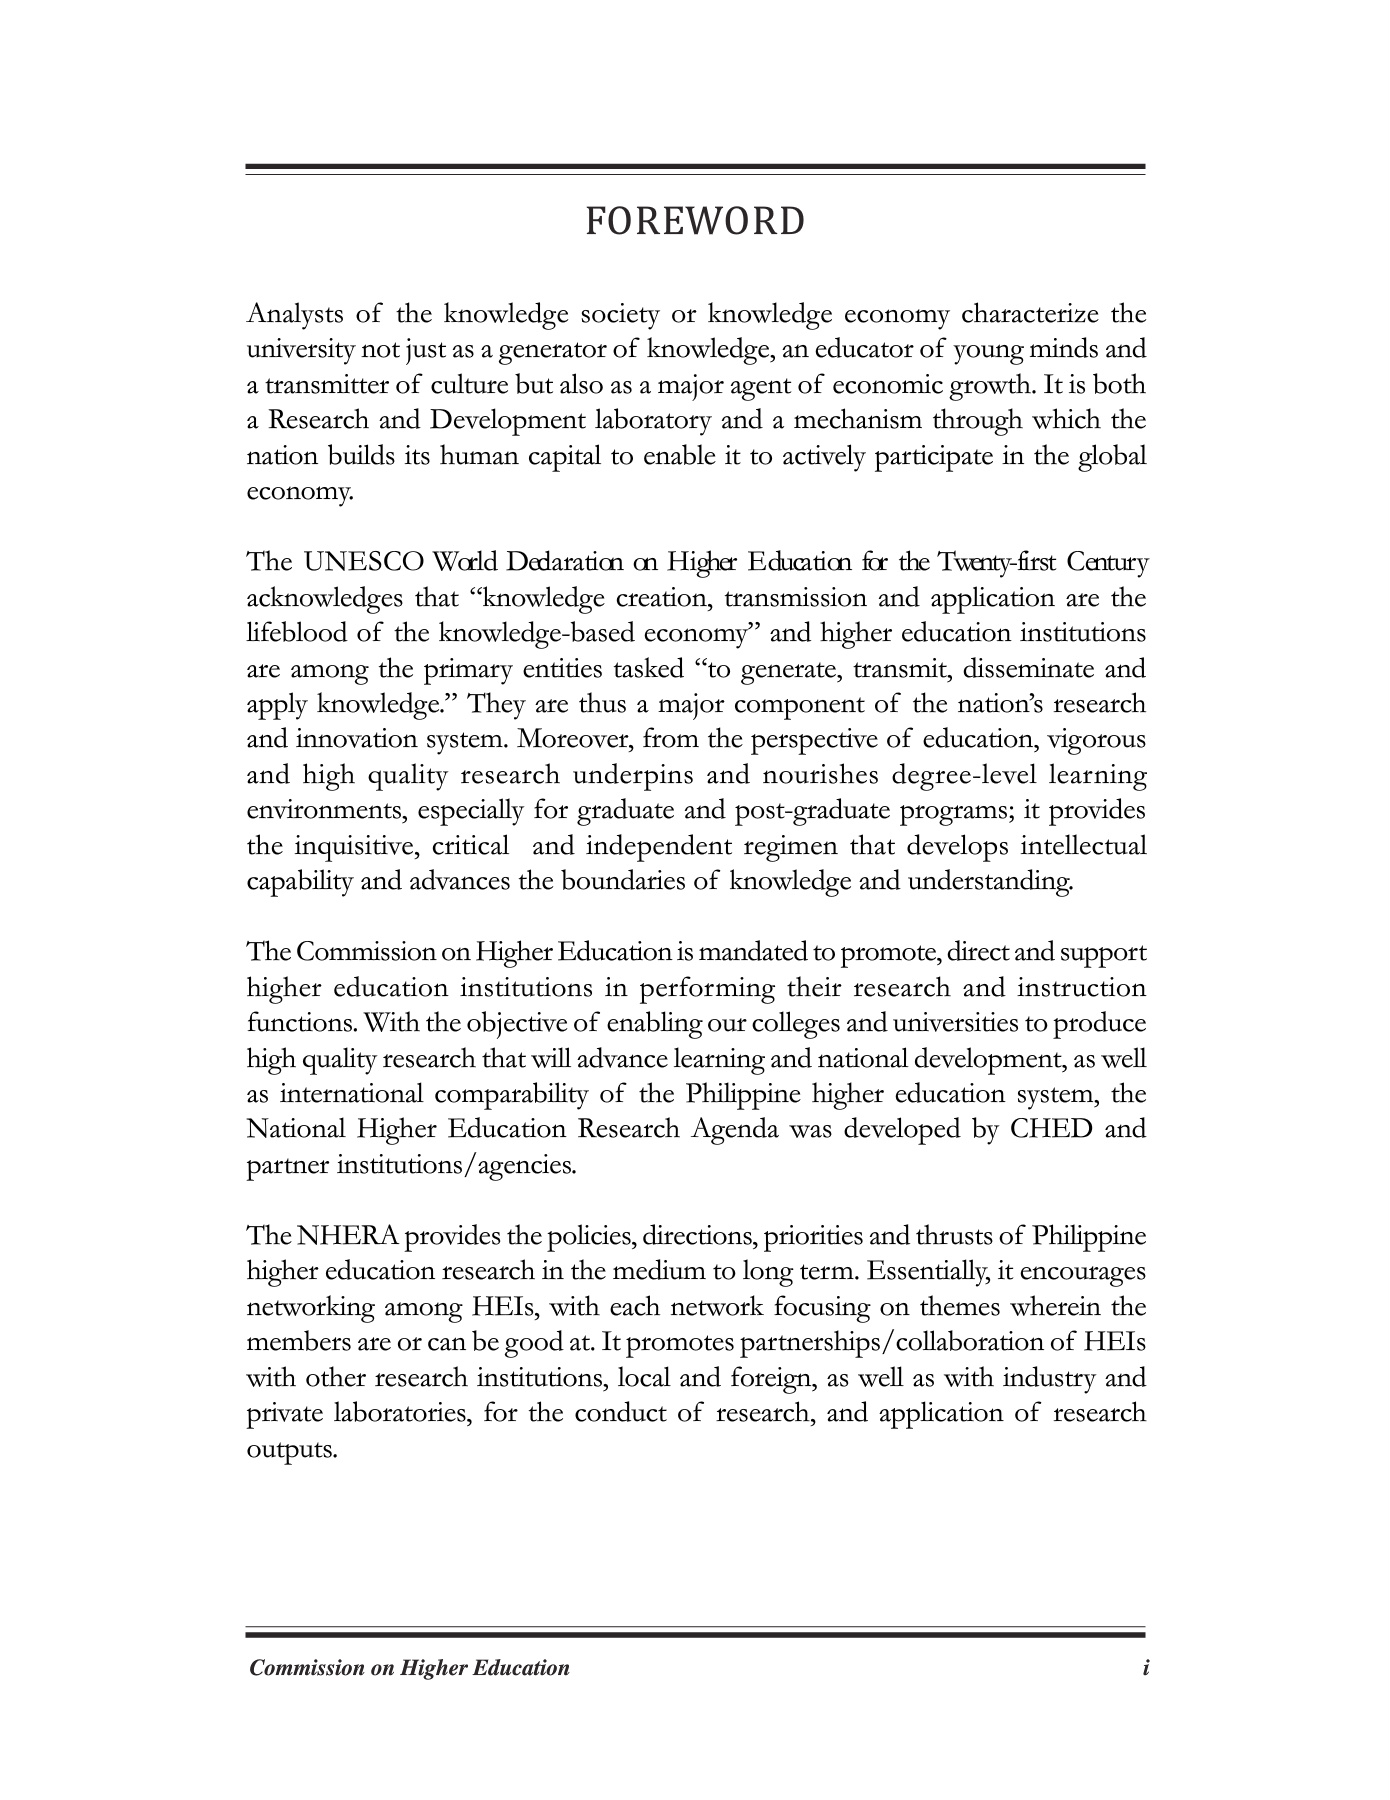 FOREWORD
Analysts of the knowledge society or knowledge economy characterize the
university not just as a generator of knowledge, an educator of young minds and
a transmitter of culture but also as a major agent of economic growth. It is both
a Research and Development laboratory and a mechanism through which the
nation builds its human capital to enable it to actively participate in the global
economy.
The UNESCO World Declaration on Higher Education for the Twenty-first Century
acknowledges that “knowledge creation, transmission and application are the
lifeblood of the knowledge-based economy” and higher education institutions
are among the primary entities tasked “to generate, transmit, disseminate and
apply knowledge.” They are thus a major component of the nation’s research
and innovation system. Moreover, from the perspective of education, vigorous
and high quality research underpins and nourishes degree-level learning
environments, especially for graduate and post-graduate programs; it provides
the inquisitive, critical and independent regimen that develops intellectual
capability and advances the boundaries of knowledge and understanding.
The Commission on Higher Education is mandated to promote, direct and support
higher education institutions in performing their research and instruction
functions. With the objective of enabling our colleges and universities to produce
high quality research that will advance learning and national development, as well
as international comparability of the Philippine higher education system, the
National Higher Education Research Agenda was developed by CHED and
partner institutions/agencies.
The NHERA provides the policies, directions, priorities and thrusts of Philippine
higher education research in the medium to long term. Essentially, it encourages
networking among HEIs, with each network focusing on themes wherein the
members are or can be good at. It promotes partnerships/collaboration of HEIs
with other research institutions, local and foreign, as well as with industry and
private laboratories, for the conduct of research, and application of research
outputs.
Commission on Higher Education i